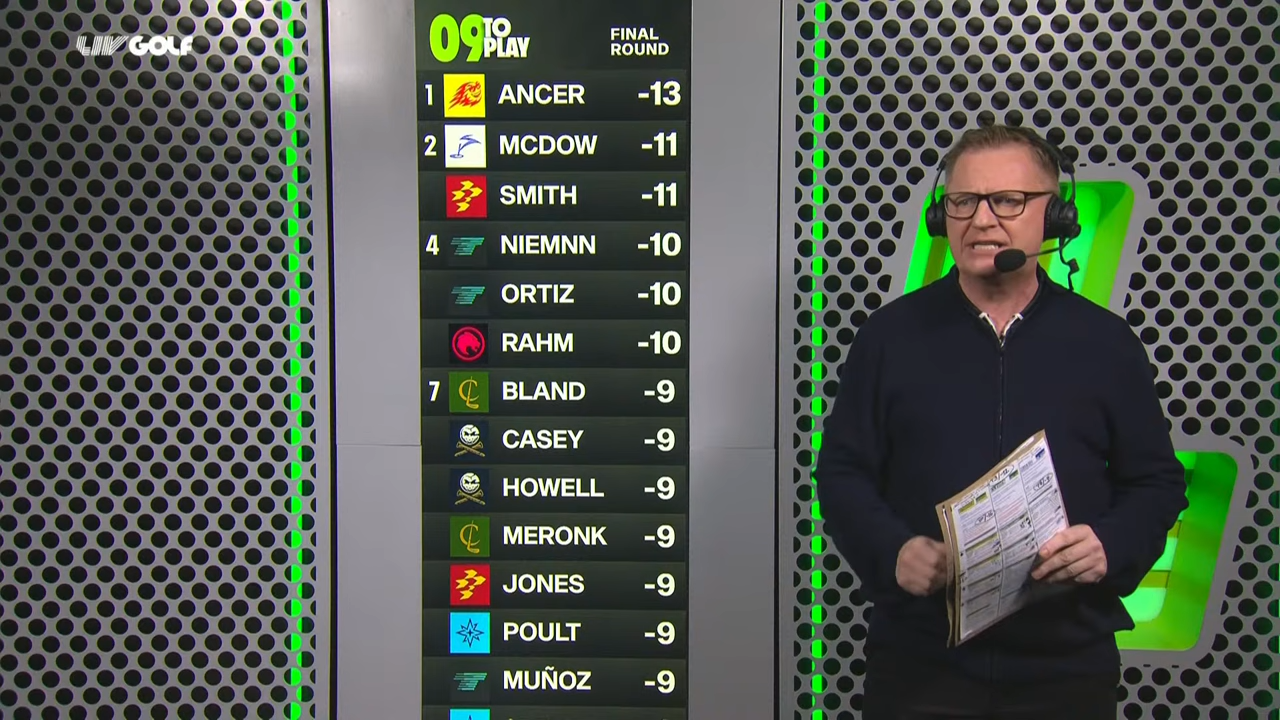 LIV GOLF
09 TO PLAY
FINAL ROUND
1 ANCER -13
2 MCDOW -11
SMITH -11
4 NIEMNN -10
ORTIZ -10
RAHM -10
7 BLAND -9
CASEY -9
HOWELL -9
MERONK -9
JONES -9
POULT -9
MUÑOZ -9